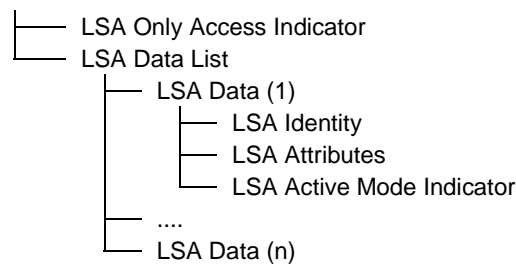 LSA Only Access Indicator
LSA Data List
LSA Data (1)
LSA Identity
LSA Attributes
LSA Active Mode Indicator
....
LSA Data (n)